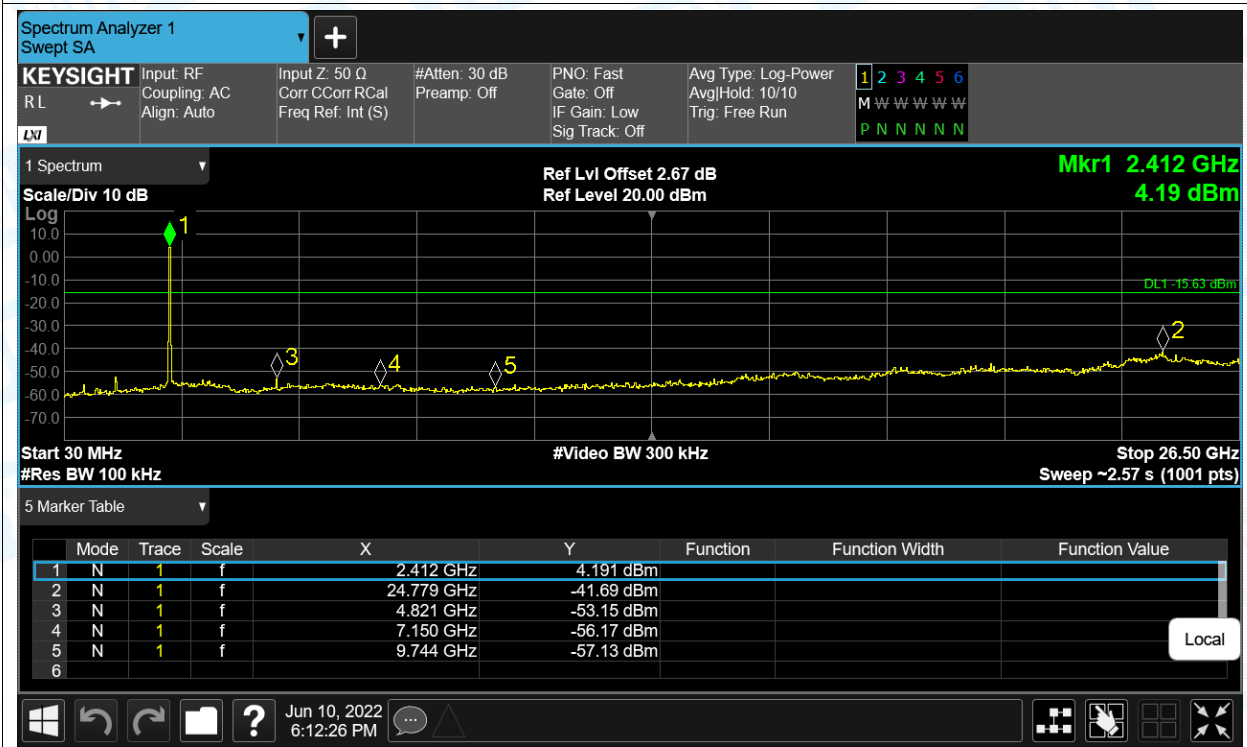 Spectrum Analyzer 1
Swept SA
KEYSIGHT
R L
LXI
Input: RF
Coupling: AC
Align: Auto
Input Z: 50 Ω
Corr CCorr RCal
Freq Ref: Int (S)
#Atten: 30 dB
Preamp: Off
PNO: Fast
Gate: Off
IF Gain: Low
Sig Track: Off
Avg Type: Log-Power
Avg|Hold: 10/10
Trig: Free Run
1 2 3 4 5 6
M W W W W W
P N N N N N
1 Spectrum
Scale/Div 10 dB
Ref Lvl Offset 2.67 dB
Ref Level 20.00 dBm
Mkr1 2.412 GHz
4.19 dBm
Log
10.0
0.00
-10.0
-20.0
-30.0
-40.0
-50.0
-60.0
-70.0
1
DL1 -15.63 dBm
2
3
4
5
Start 30 MHz
#Video BW 300 kHz
Stop 26.50 GHz
#Res BW 100 kHz
Sweep ~2.57 s (1001 pts)
5 Marker Table
Mode Trace Scale X Y Function Function Width Function Value
1 N 1 f 2.412 GHz 4.191 dBm
2 N 1 f 24.779 GHz -41.69 dBm
3 N 1 f 4.821 GHz -53.15 dBm
4 N 1 f 7.150 GHz -56.17 dBm
5 N 1 f 9.744 GHz -57.13 dBm
6
Local
?
Jun 10, 2022
6:12:26 PM